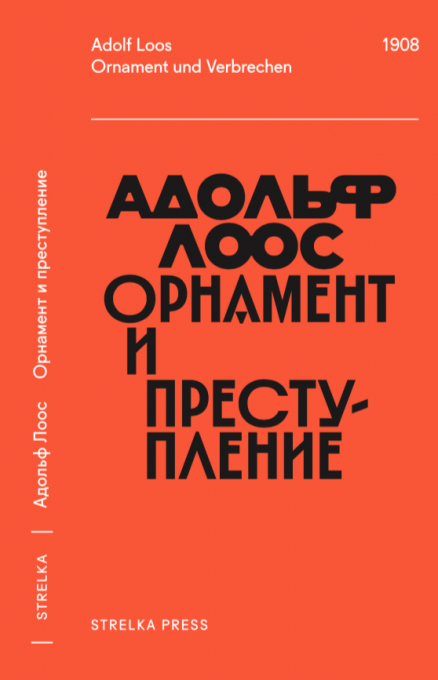 Adolf Loos 1908
Ornament und Verbrechen
АДОЛЬФ
ЛООС
ОРНАМЕНТ
И
ПРЕСТУ-
ПЛЕНИЕ
STRELKA PRESS
STRELKA | Адольф Лоос Орнамент и преступление